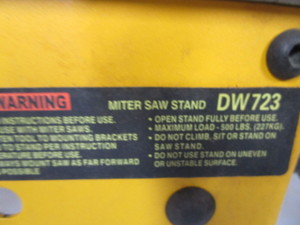 WARNING MITER SAW STAND DW723
INSTRUCTIONS BEFORE USE.
USE WITH MITER SAWS.
TOOL TO MOUNTING BRACKETS
STAND PER INSTRUCTION
BEFORE USE.
MOUNT SAW AS FAR FORWARD
POSSIBLE
• OPEN STAND FULLY BEFORE USE.
• MAXIMUM LOAD - 500 LBS. (227KG).
• DO NOT CLIMB, SIT OR STAND ON
SAW STAND.
• DO NOT USE STAND ON UNEVEN
OR UNSTABLE SURFACE.